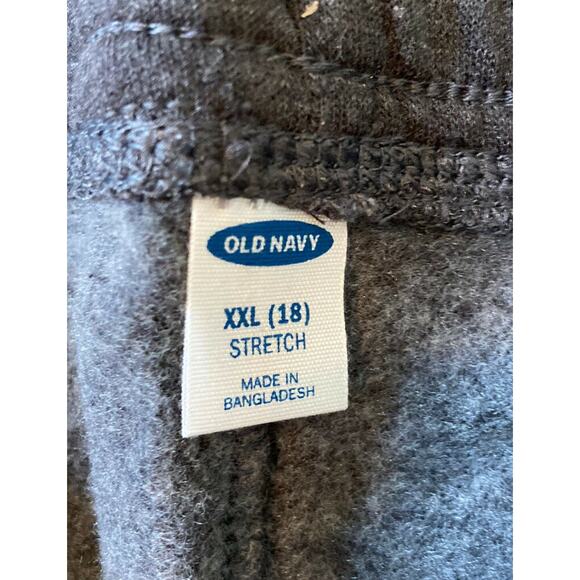 OLD NAVY
XXL (18)
STRETCH
MADE IN
BANGLADESH